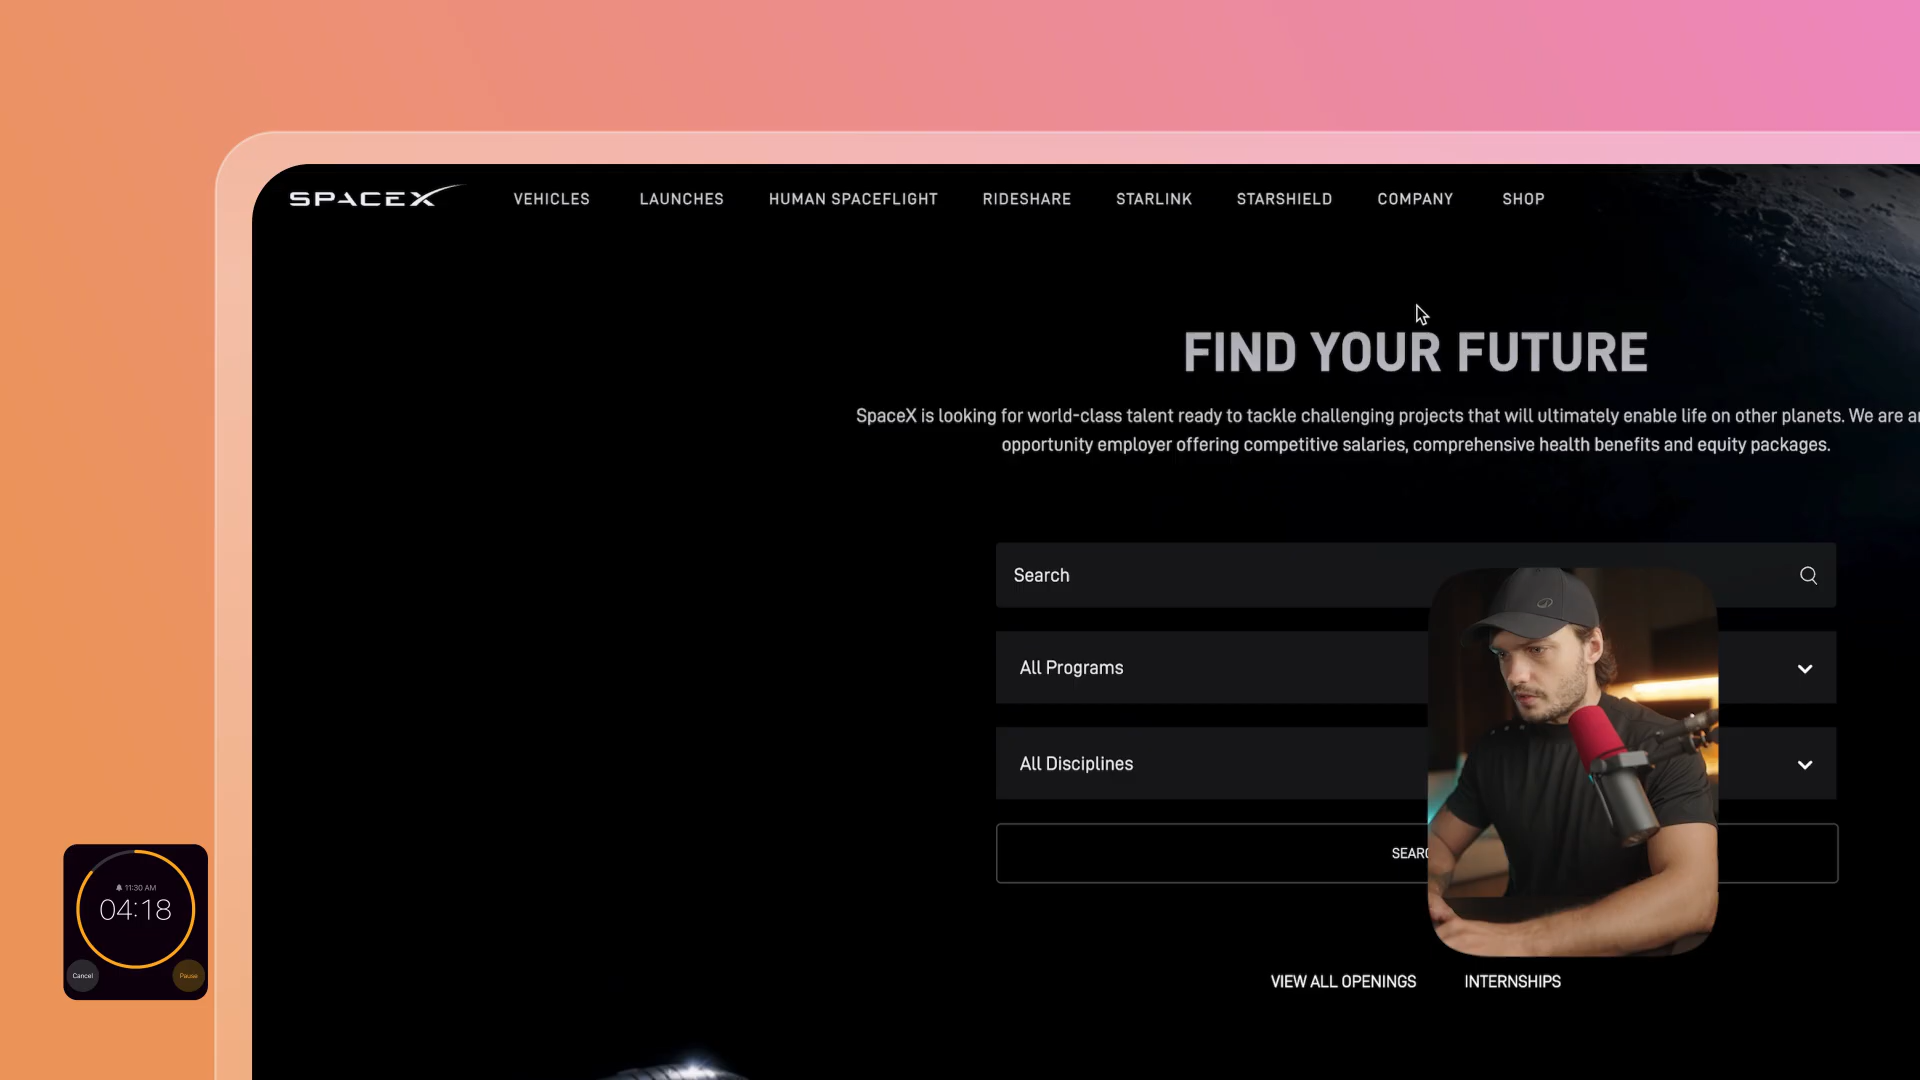 SPACEX
VEHICLES LAUNCHES HUMAN SPACEFLIGHT RIDESHARE STARLINK STARSHIELD COMPANY SHOP
FIND YOUR FUTURE
SpaceX is looking for world-class talent ready to tackle challenging projects that will ultimately enable life on other planets. We are
opportunity employer offering competitive salaries, comprehensive health benefits and equity packages.
Search
All Programs
All Disciplines
11:30 AM
04:18
Cancel Pause
VIEW ALL OPENINGS INTERNSHIPS